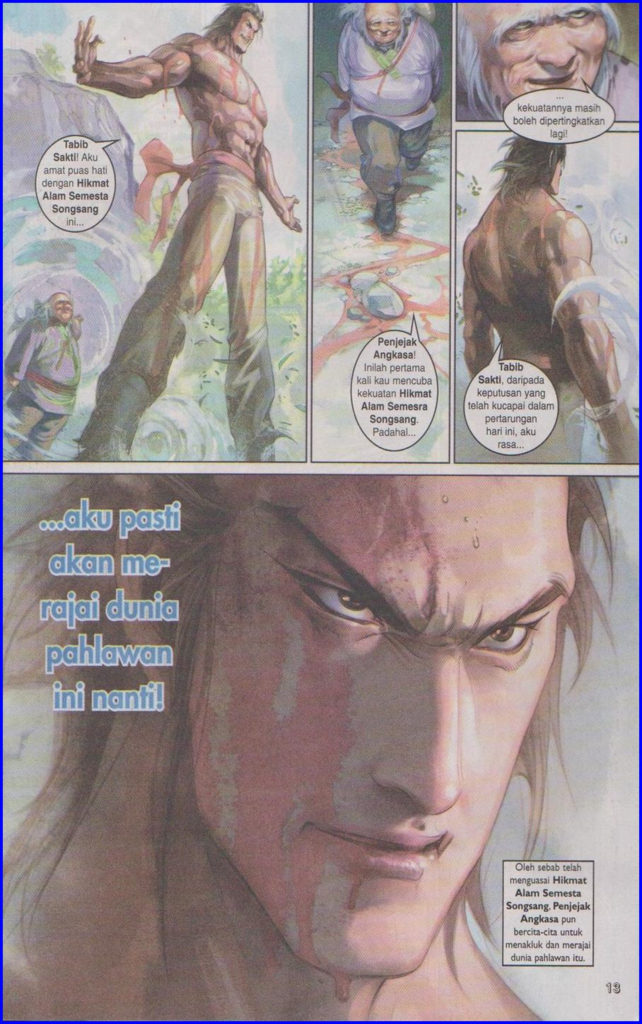 Tabib
Sakti! Aku
amat puas hati
dengan Hikmat
Alam Semesta
Songsang
ini...
Penjejak
Angkasa!
Inilah pertama
kali kau mencuba
kekuatan Hikmat
Alam Semesra
Songsang.
Padahal...
...
kekuatannya masih
boleh dipertingkatkan
lagi!
Tabib
Sakti, daripada
keputusan yang
telah kucapai dalam
pertarungan
hari ini, aku
rasa...
...aku pasti
akan me-
rajai dunia
pahlawan
ini nanti!
Oleh sebab telah
menguasai Hikmat
Alam Semesta
Songsang, Penjejak
Angkasa pun
bercita-cita untuk
menakluk dan merajai
dunia pahlawan itu.
13